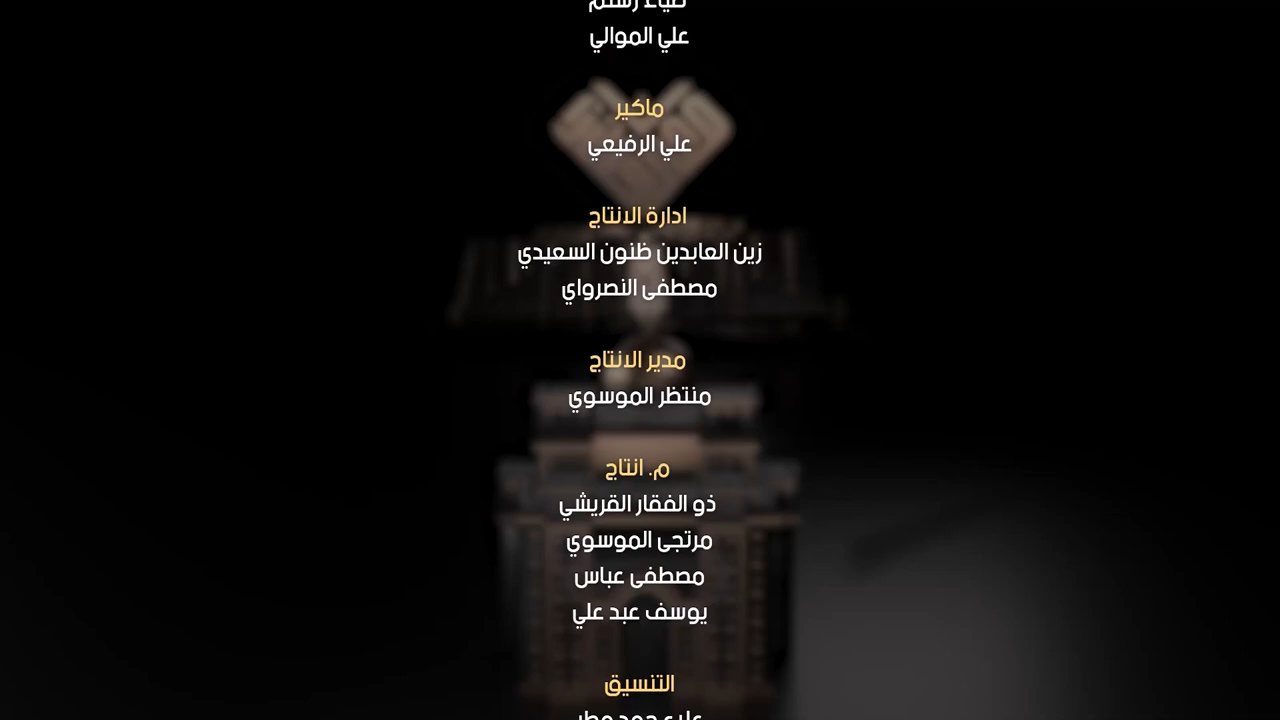 علي الموالي
ماكير
علي الرفيعي
ادارة الانتاج
زين العابدين ظنون السعيدي
مصطفى النصرواي
مدير الانتاج
منتظر الموسوي
م. انتاج
ذو الفقار القريشي
مرتجى الموسوي
مصطفى عباس
يوسف عبد علي
التنسيق